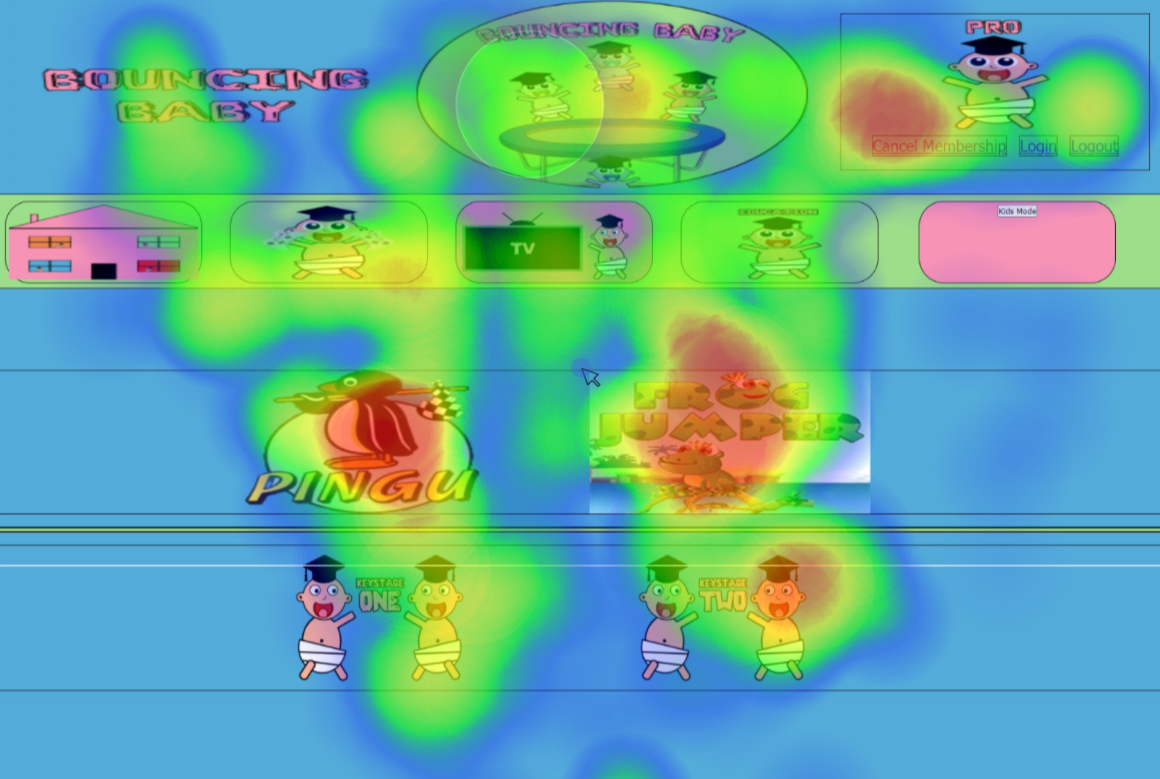 BOUNCING BABY
BOUNCING
BABY
PRO
Cancel Membership Login Logout
TV
EDUCATION
Kids Mode
PINGU
FROG
JUMPER
KEYSTAGE
ONE
KEYSTAGE
TWO